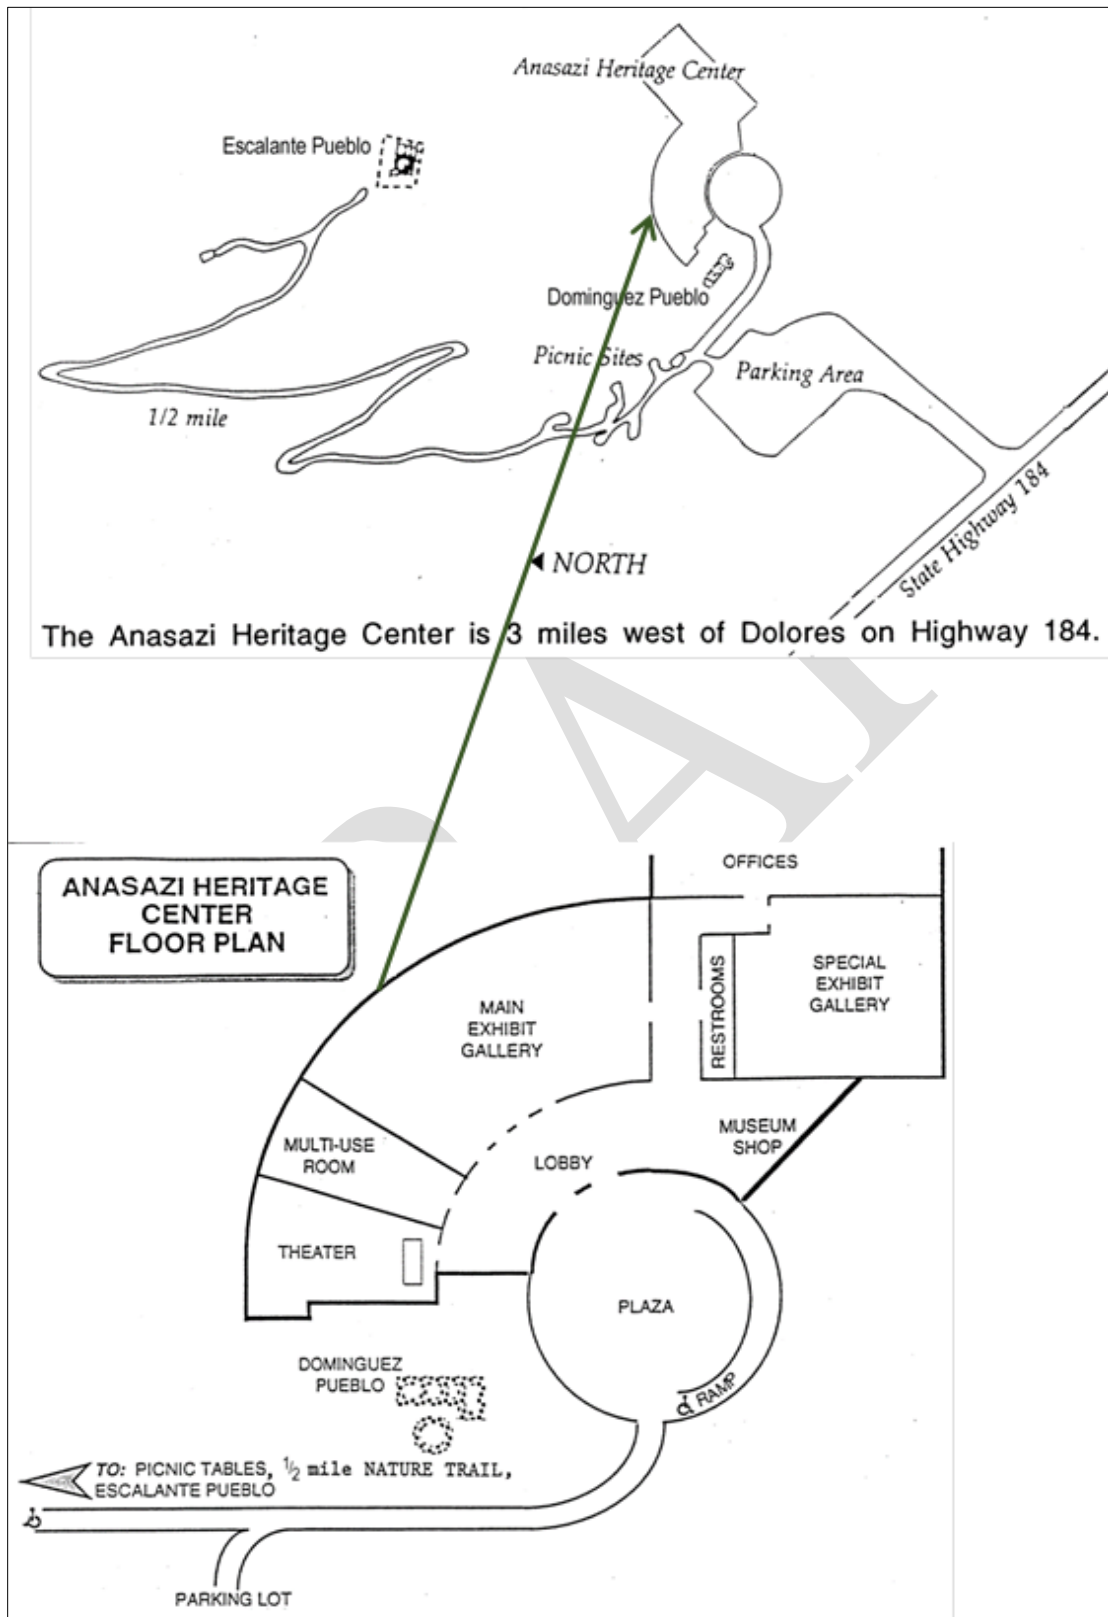 Anasazi Heritage Center
Escalante Pueblo
Dominguez Pueblo
Picnic Sites
Parking Area
1/2 mile
State Highway 184
NORTH
The Anasazi Heritage Center is 3 miles west of Dolores on Highway 184.
ANASAZI HERITAGE
CENTER
FLOOR PLAN
OFFICES
MAIN
EXHIBIT
GALLERY
RESTROOMS
SPECIAL
EXHIBIT
GALLERY
MUSEUM
SHOP
MULTI-USE
ROOM
LOBBY
THEATER
PLAZA
RAMP
DOMINGUEZ
PUEBLO
TO: PICNIC TABLES, 1/2 mile NATURE TRAIL,
ESCALANTE PUEBLO
PARKING LOT